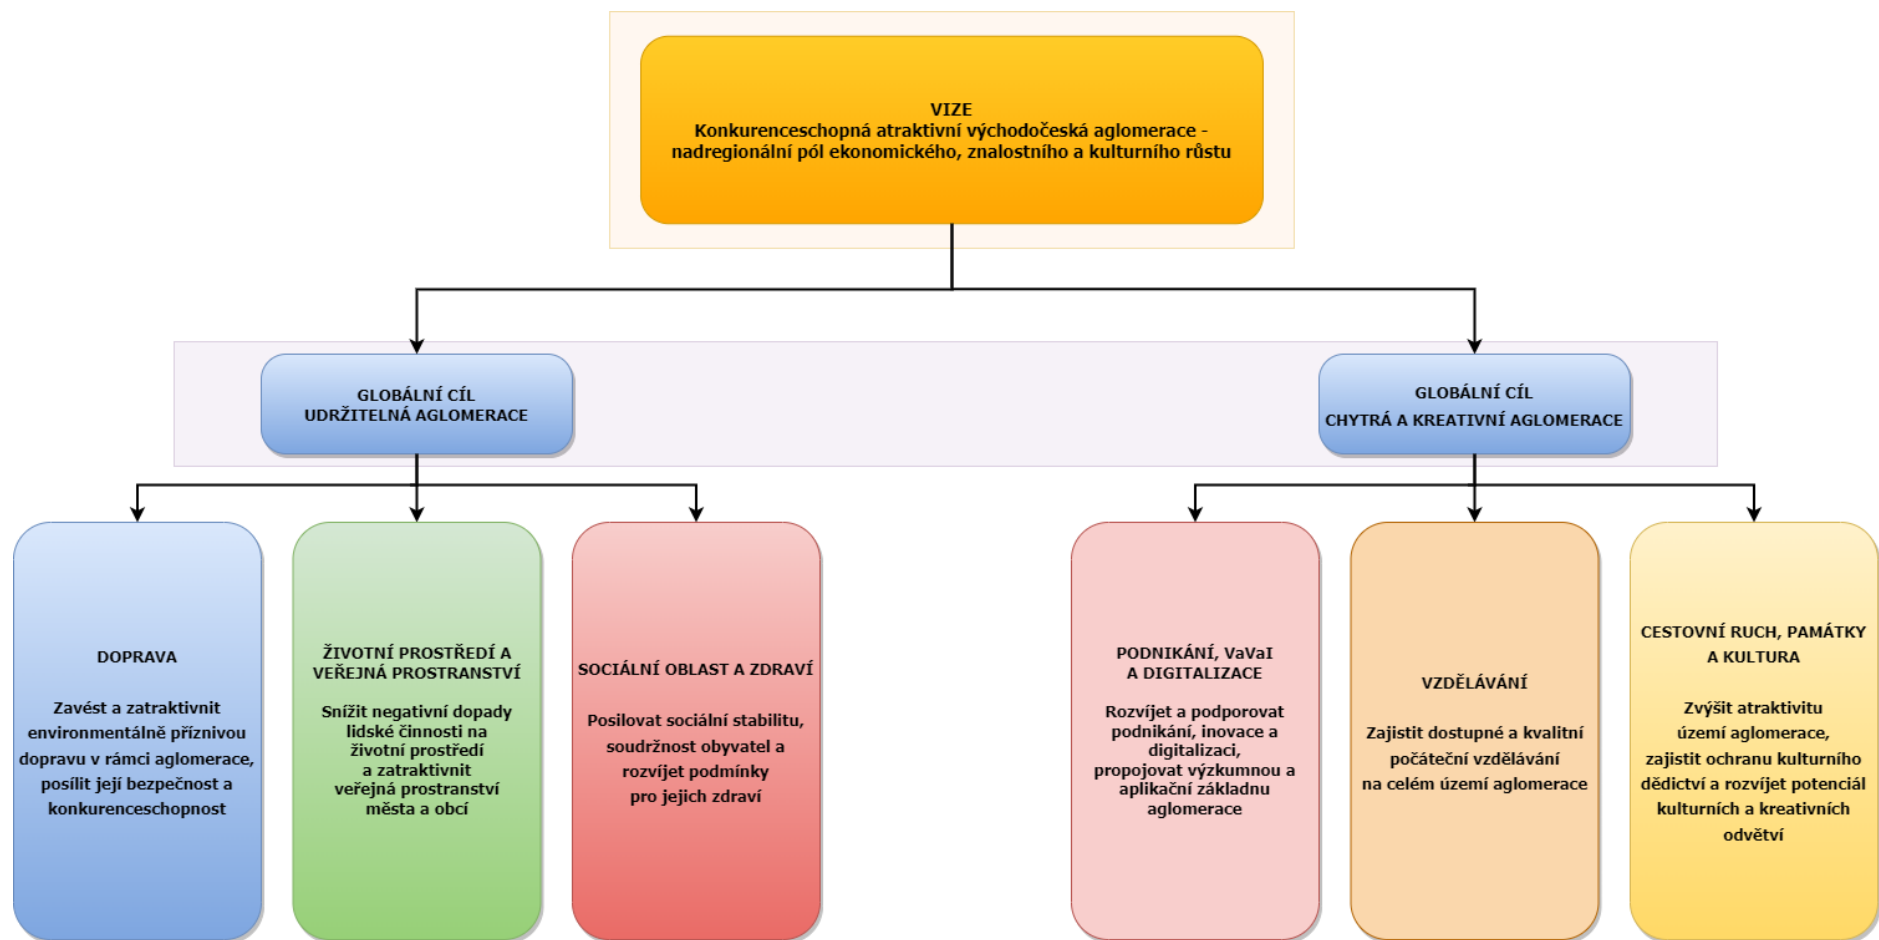 VIZE
Konkurenceschopná atraktivní východočeská aglomerace -
nadregionální pól ekonomického, znalostního a kulturního růstu
GLOBÁLNÍ CÍL
UDRŽITELNÁ AGLOMERACE
GLOBÁLNÍ CÍL
CHYTRÁ A KREATIVNÍ AGLOMERACE
DOPRAVA
Zavést a zatraktivnit
environmentálně příznivou
dopravu v rámci aglomerace,
posílit její bezpečnost a
konkurenceschopnost
ŽIVOTNÍ PROSTŘEDÍ A
VEŘEJNÁ PROSTRANSTVÍ
Snížit negativní dopady
lidské činnosti na
životní prostředí
a zatraktivnit
veřejná prostranství
města a obcí
SOCIÁLNÍ OBLAST A ZDRAVÍ
Posilovat sociální stabilitu,
soudržnost obyvatel a
rozvíjet podmínky
pro jejich zdraví
PODNIKÁNÍ, VaVaI
A DIGITALIZACE
Rozvíjet a podporovat
podnikání, inovace a
digitalizaci,
propojovat výzkumnou a
aplikační základnu
aglomerace
VZDĚLÁVÁNÍ
Zajistit dostupné a kvalitní
počáteční vzdělávání
na celém území aglomerace
CESTOVNÍ RUCH, PAMÁTKY
A KULTURA
Zvýšit atraktivitu
území aglomerace,
zajistit ochranu kulturního
dědictví a rozvíjet potenciál
kulturních a kreativních
odvětví